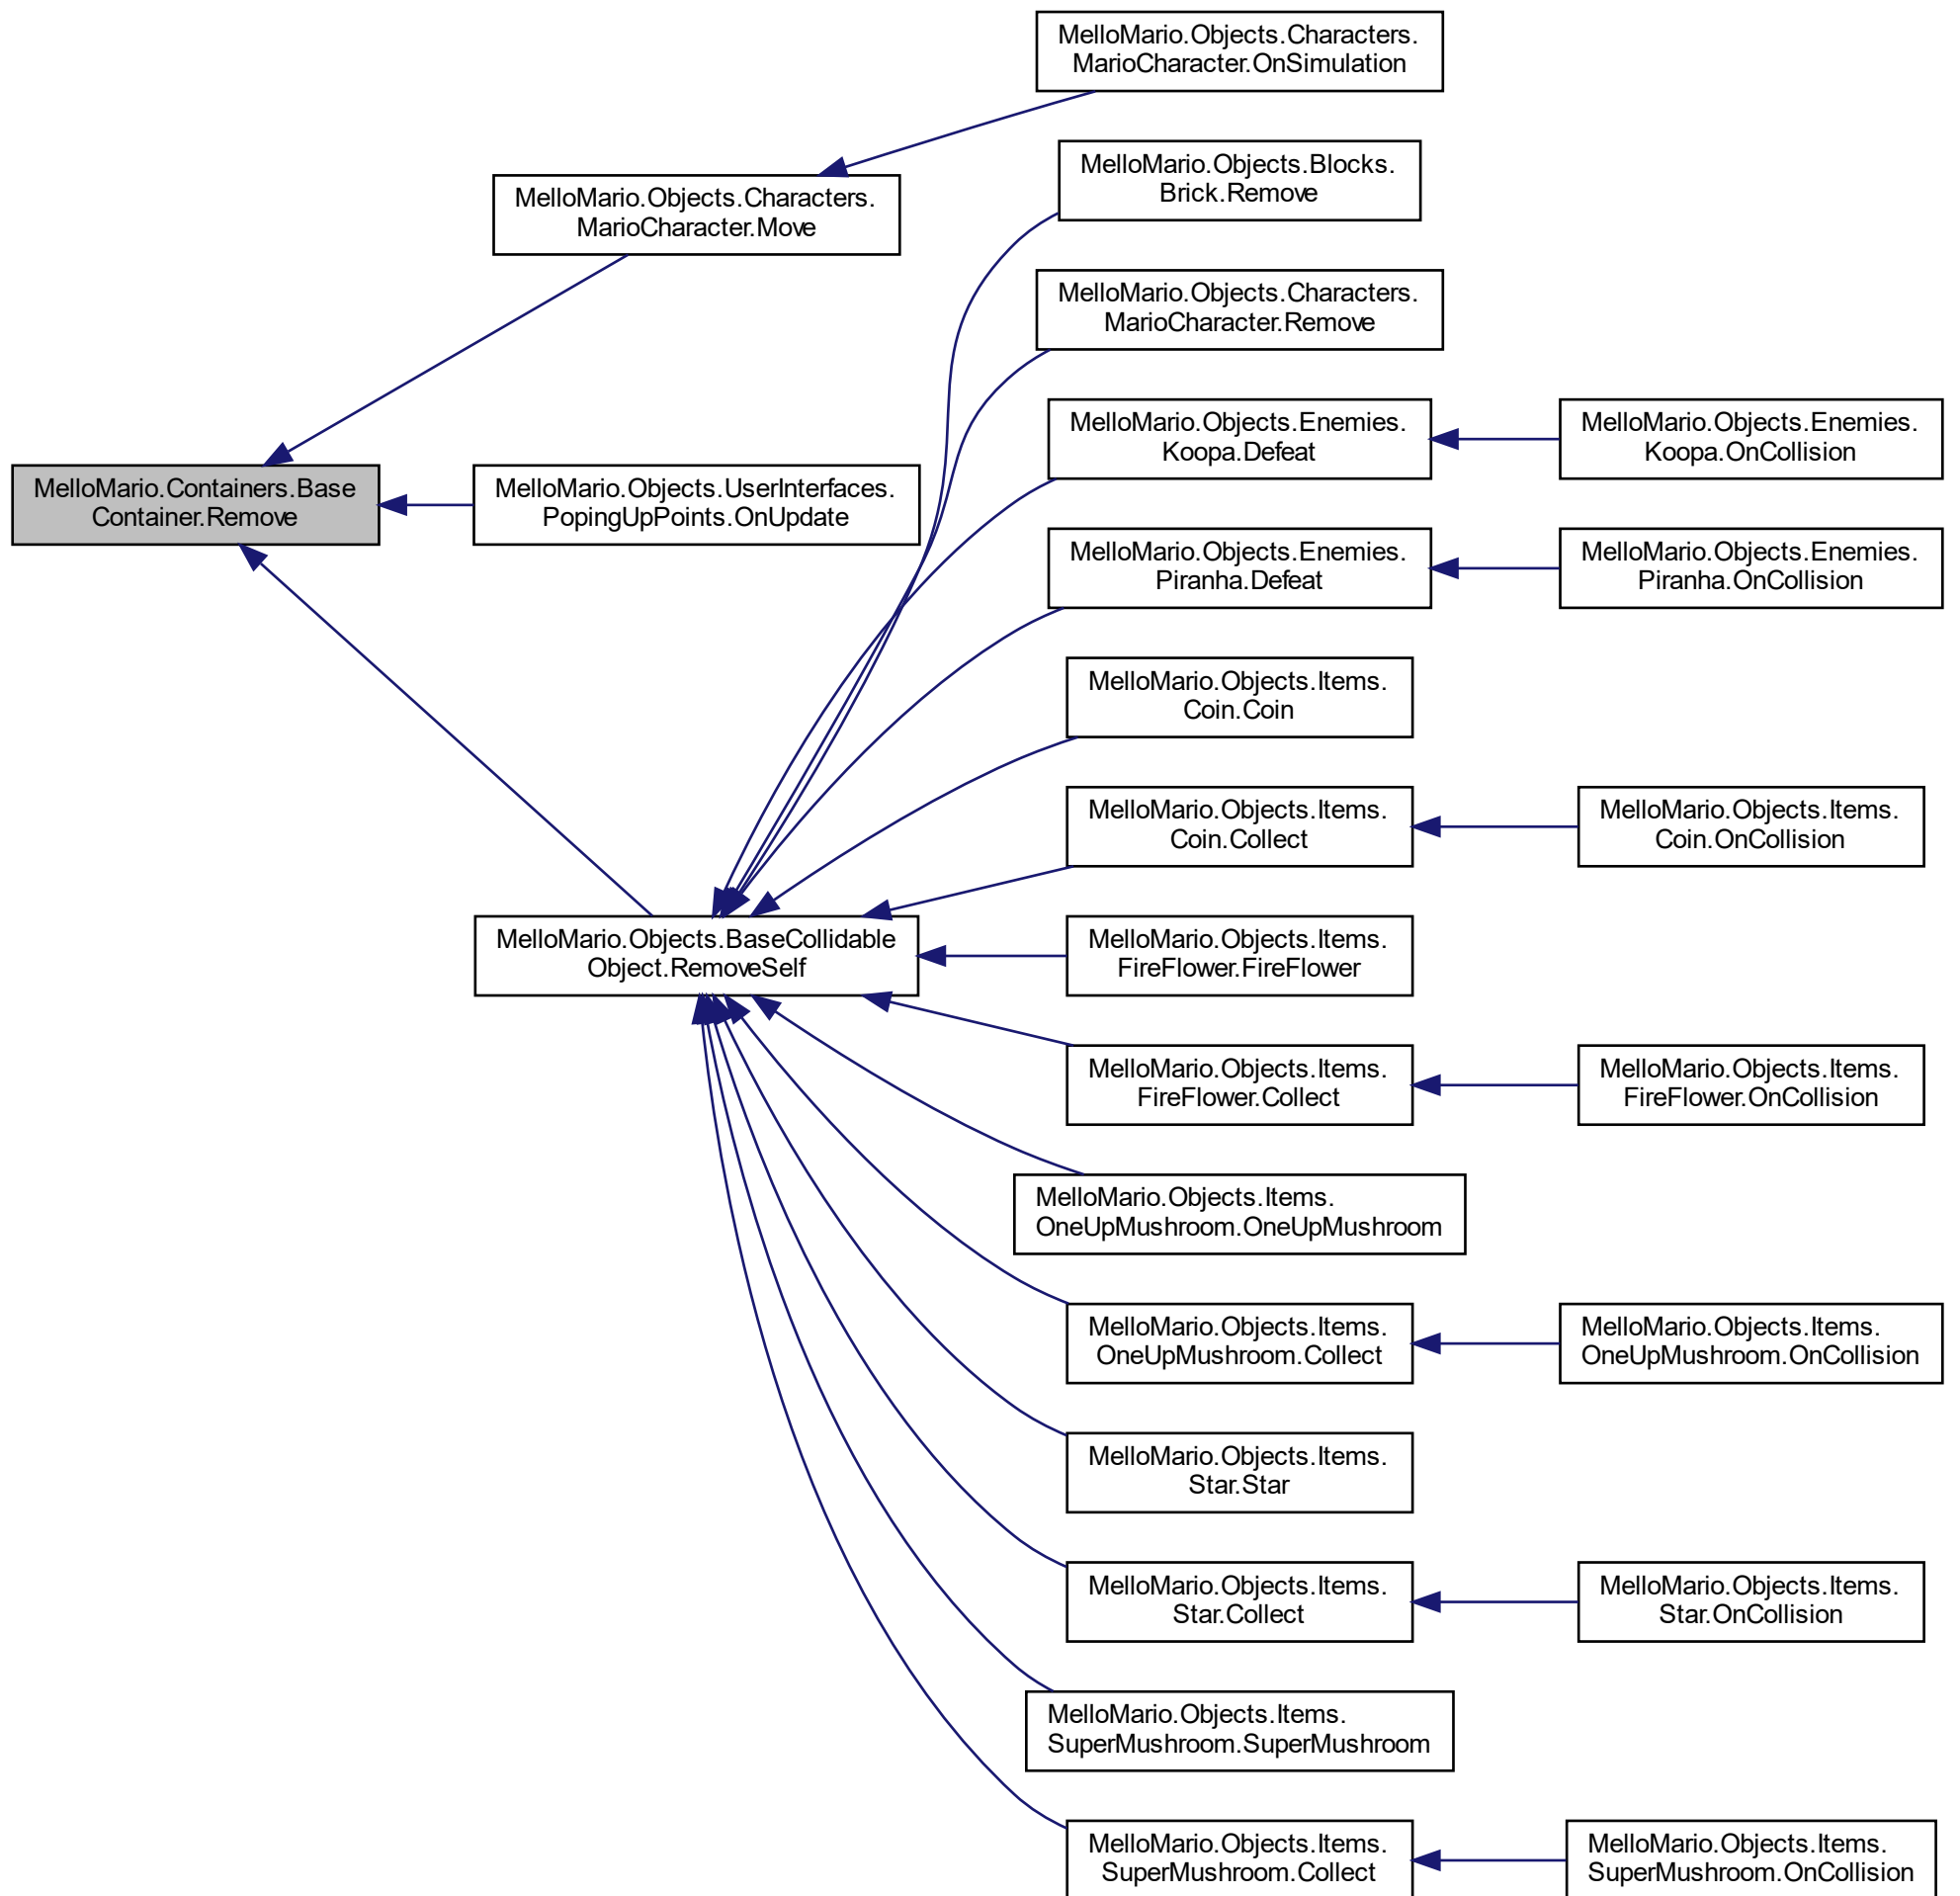 MelloMario.Objects.Characters.
MarioCharacter.OnSimulation
MelloMario.Objects.Blocks.
Brick.Remove
MelloMario.Objects.Characters.
MarioCharacter.Move
MelloMario.Objects.Characters.
MarioCharacter.Remove
MelloMario.Objects.Enemies.
Koopa.Defeat
MelloMario.Objects.Enemies.
Koopa.OnCollision
MelloMario.Containers.Base
Container.Remove
MelloMario.Objects.UserInterfaces.
PopingUpPoints.OnUpdate
MelloMario.Objects.Enemies.
Piranha.Defeat
MelloMario.Objects.Enemies.
Piranha.OnCollision
MelloMario.Objects.Items.
Coin.Coin
MelloMario.Objects.Items.
Coin.Collect
MelloMario.Objects.Items.
Coin.OnCollision
MelloMario.Objects.BaseCollidable
Object.RemoveSelf
MelloMario.Objects.Items.
FireFlower.FireFlower
MelloMario.Objects.Items.
FireFlower.Collect
MelloMario.Objects.Items.
FireFlower.OnCollision
MelloMario.Objects.Items.
OneUpMushroom.OneUpMushroom
MelloMario.Objects.Items.
OneUpMushroom.Collect
MelloMario.Objects.Items.
OneUpMushroom.OnCollision
MelloMario.Objects.Items.
Star.Star
MelloMario.Objects.Items.
Star.Collect
MelloMario.Objects.Items.
Star.OnCollision
MelloMario.Objects.Items.
SuperMushroom.SuperMushroom
MelloMario.Objects.Items.
SuperMushroom.Collect
MelloMario.Objects.Items.
SuperMushroom.OnCollision